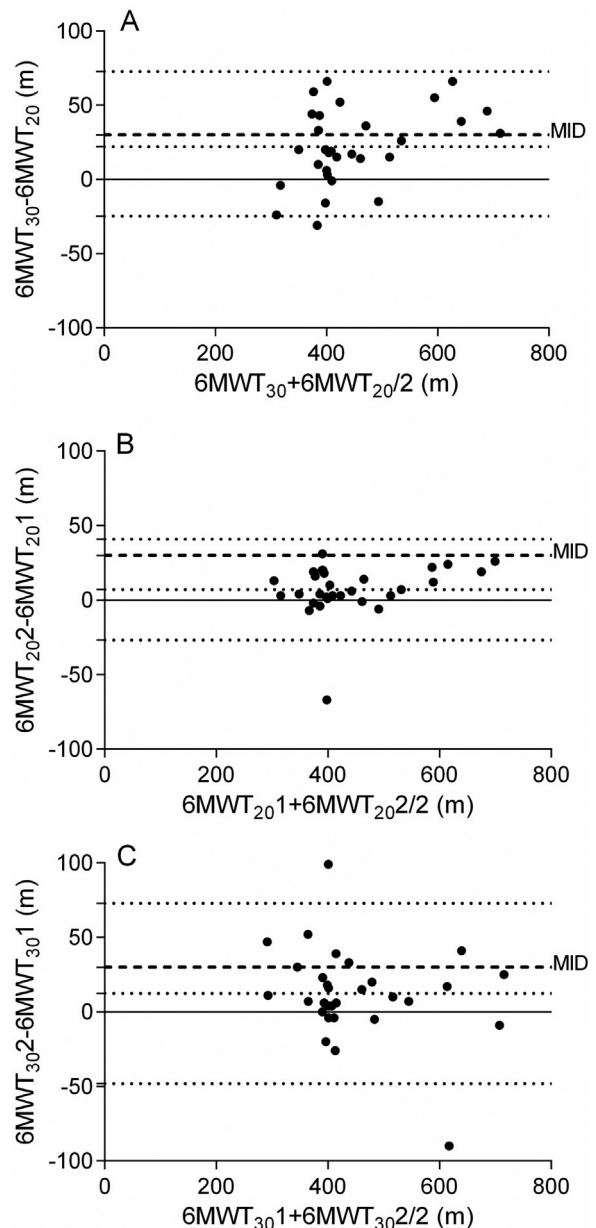 A
100
50
0
-50
-100
MID
0 200 400 600 800
6MWT30-6MWT20 (m)
6MWT30+6MWT20/2 (m)
B
100
50
0
-50
-100
MID
0 200 400 600 800
6MWT202-6MWT201 (m)
6MWT201+6MWT202/2 (m)
C
100
50
0
-50
-100
MID
0 200 400 600 800
6MWT302-6MWT301 (m)
6MWT301+6MWT302/2 (m)